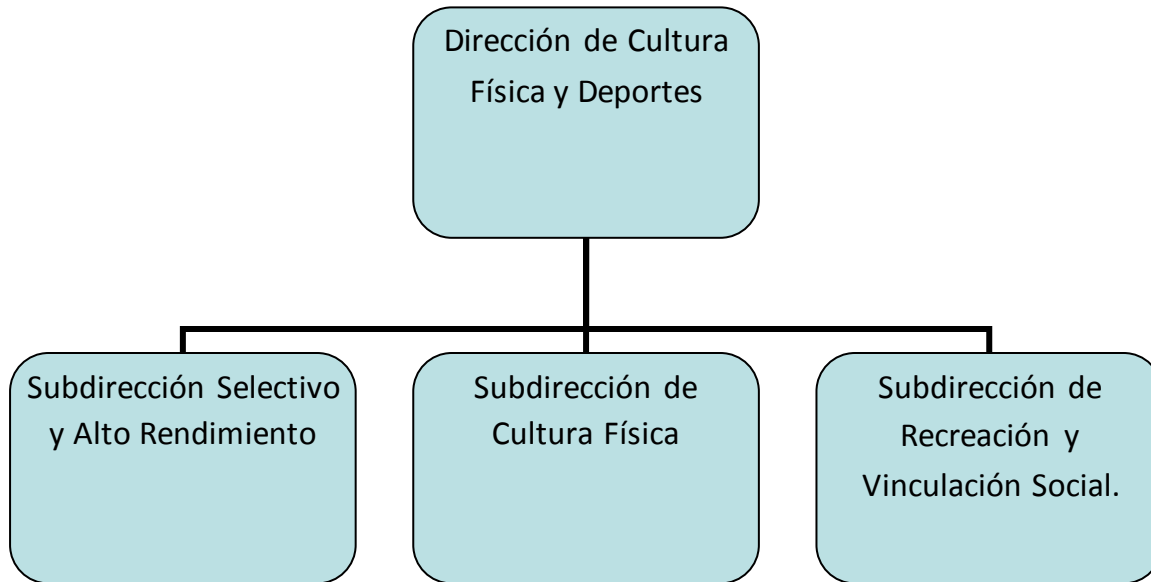 Dirección de Cultura
Física y Deportes
Subdirección Selectivo
y Alto Rendimiento
Subdirección de
Cultura Física
Subdirección de
Recreación y
Vinculación Social.